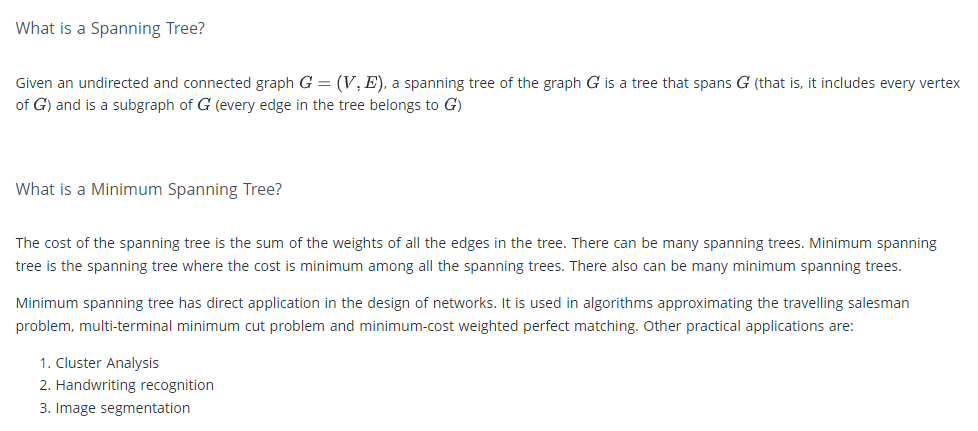 What is a Spanning Tree?
Given an undirected and connected graph G = (V, E), a spanning tree of the graph G is a tree that spans G (that is, it includes every vertex
of G) and is a subgraph of G (every edge in the tree belongs to G)
What is a Minimum Spanning Tree?
The cost of the spanning tree is the sum of the weights of all the edges in the tree. There can be many spanning trees. Minimum spanning
tree is the spanning tree where the cost is minimum among all the spanning trees. There also can be many minimum spanning trees.
Minimum spanning tree has direct application in the design of networks. It is used in algorithms approximating the travelling salesman
problem, multi-terminal minimum cut problem and minimum-cost weighted perfect matching. Other practical applications are:
1. Cluster Analysis
2. Handwriting recognition
3. Image segmentation